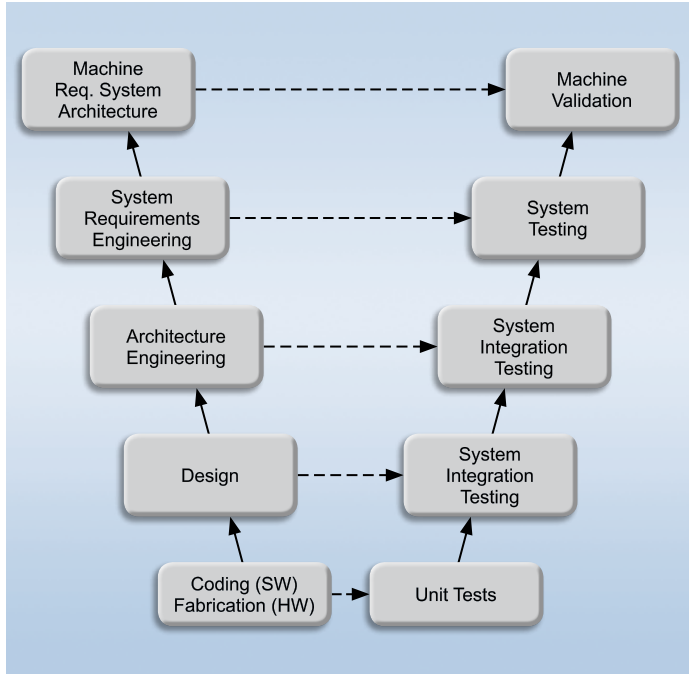 Machine
Req. System
Architecture
Machine
Validation
System
Requirements
Engineering
System
Testing
Architecture
Engineering
System
Integration
Testing
Design
System
Integration
Testing
Coding (SW)
Fabrication (HW)
Unit Tests